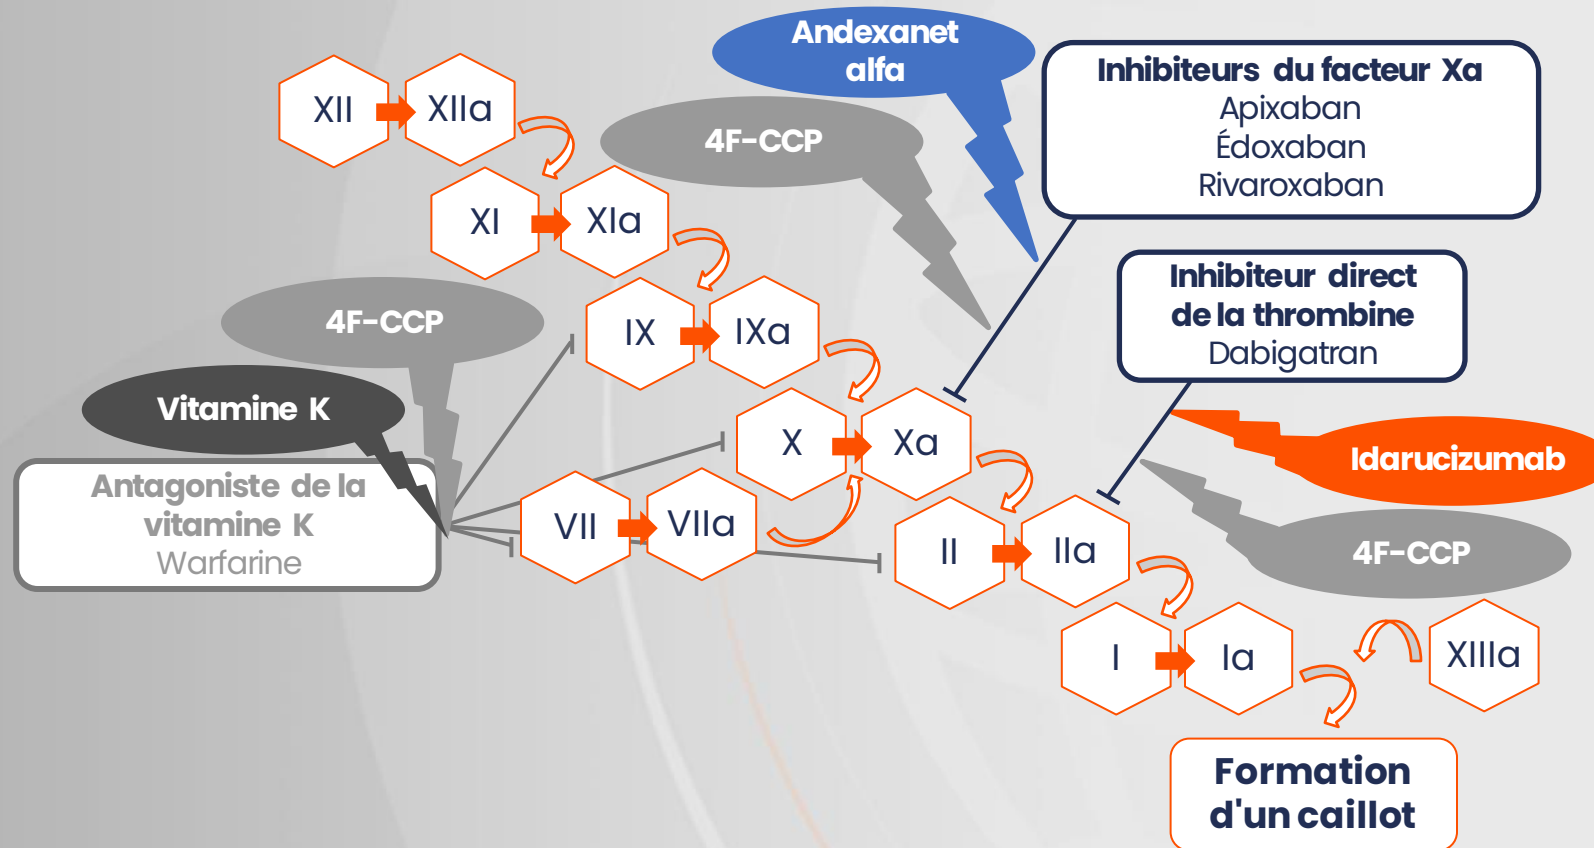 Andexanet
alfa
Inhibiteurs du facteur Xa
Apixaban
Édoxaban
Rivaroxaban
XII
XIIa
4F-CCP
XI
XIa
Inhibiteur direct
de la thrombine
Dabigatran
4F-CCP
IX
IXa
Vitamine K
X
Xa
Idarucizumab
Antagoniste de la
vitamine K
Warfarine
VII
VIIa
II
IIa
4F-CCP
I
Ia
XIIIa
Formation
d'un caillot